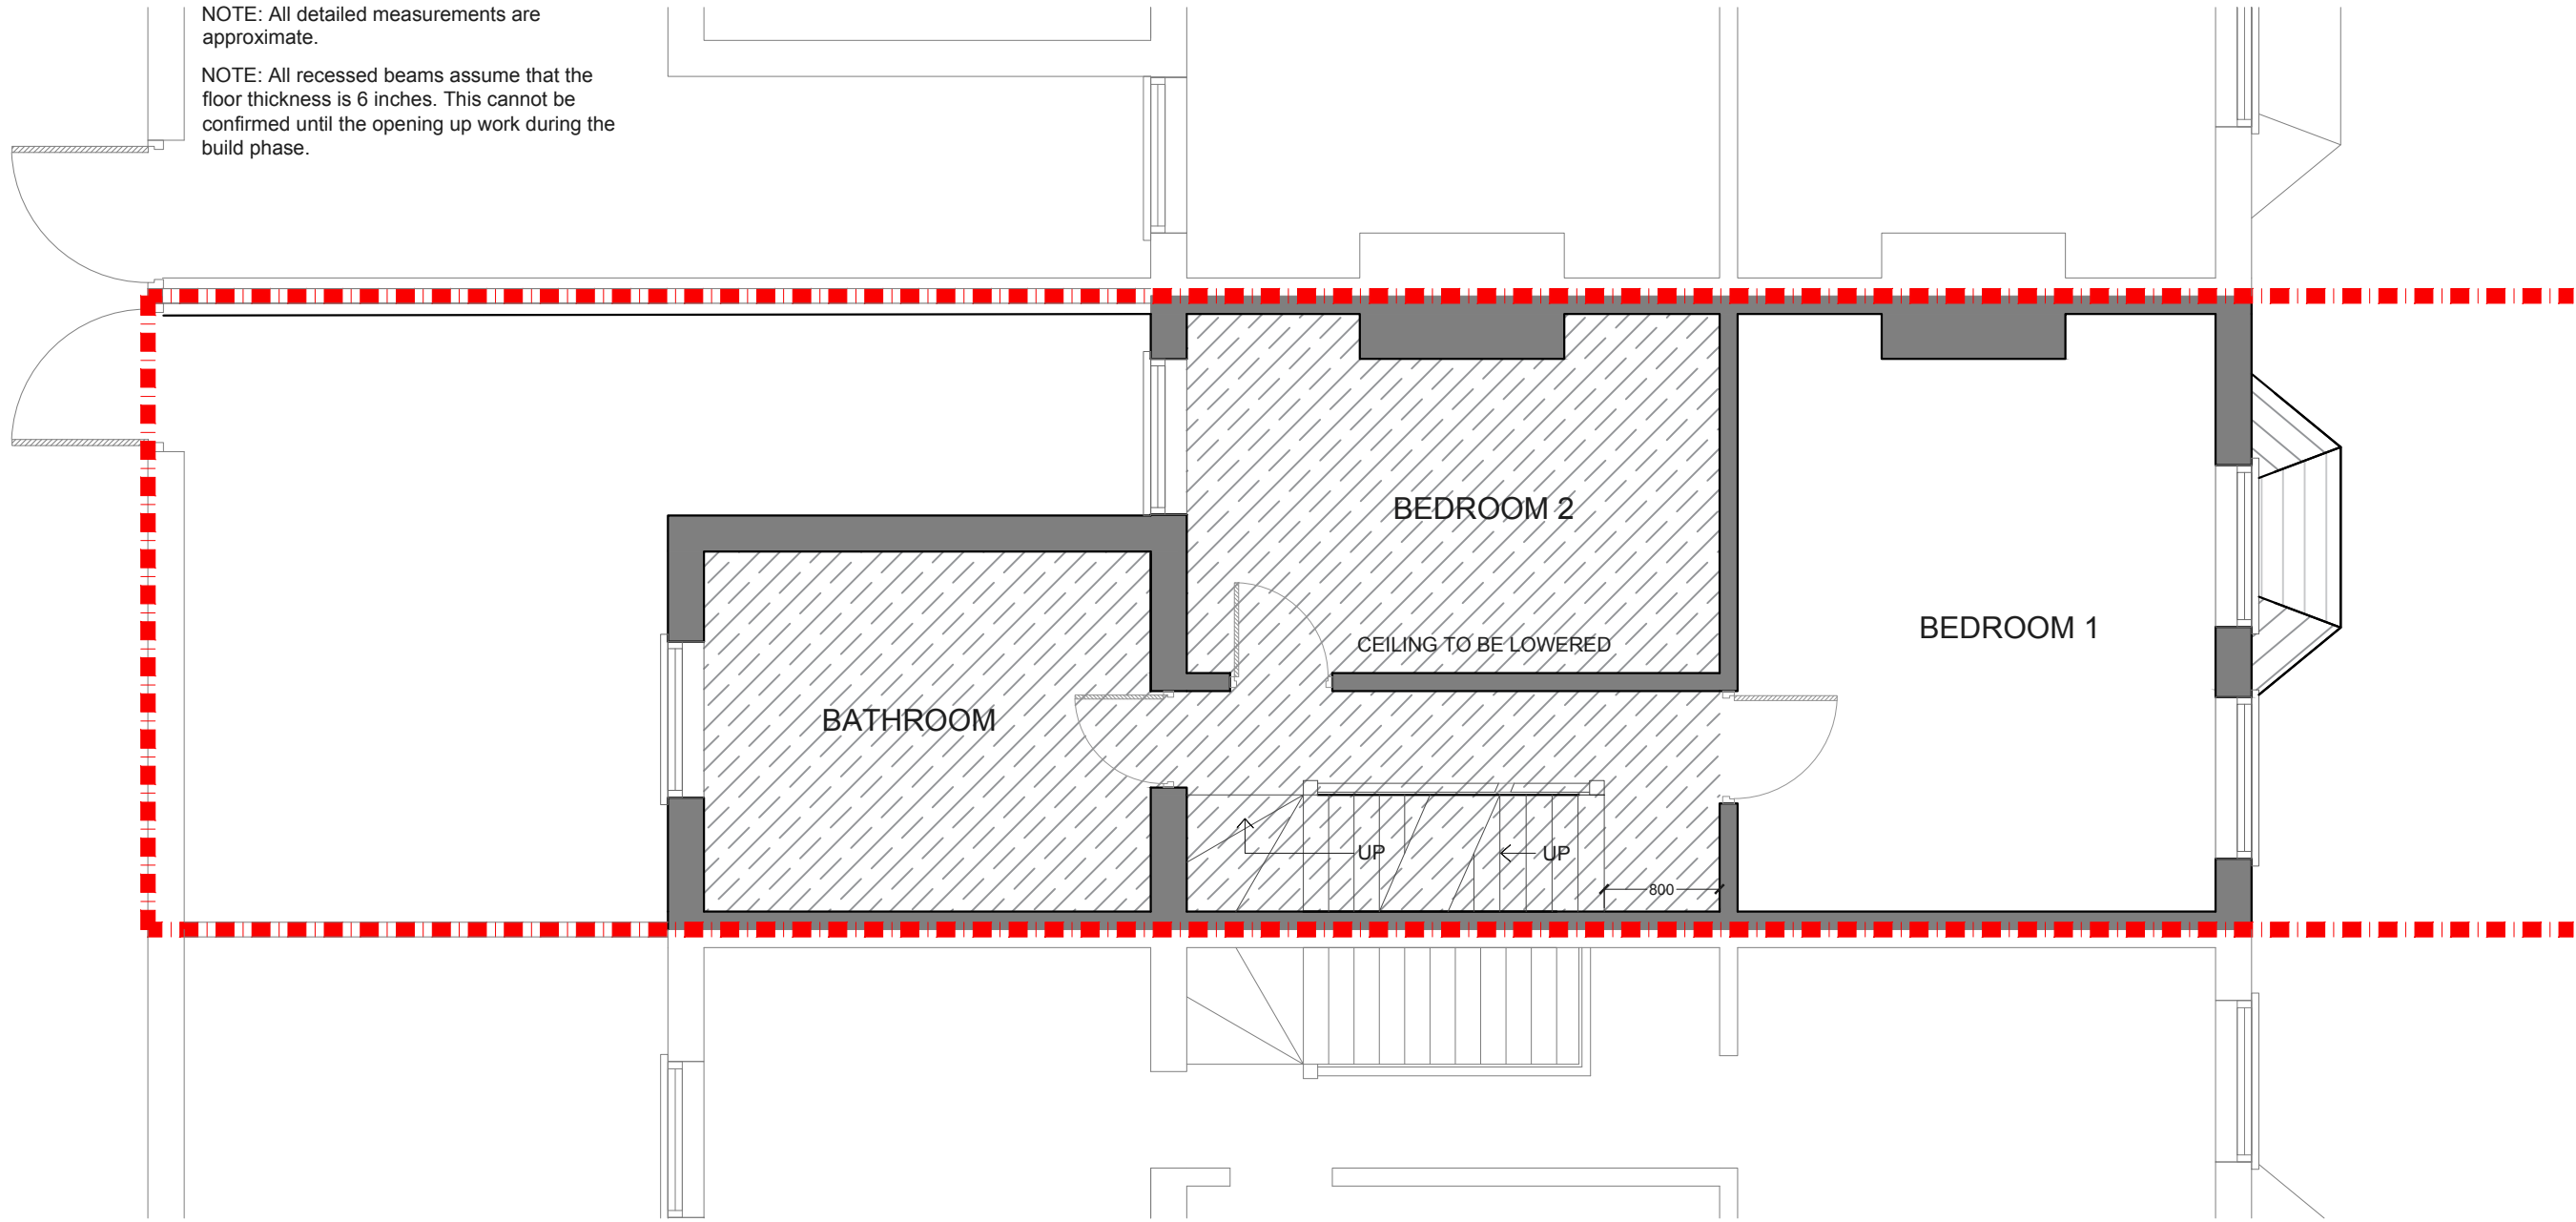 NOTE: All detailed measurements are
approximate.
NOTE: All recessed beams assume that the
floor thickness is 6 inches. This cannot be
confirmed until the opening up work during the
build phase.
BEDROOM 2
BEDROOM 1
CEILING TO BE LOWERED
BATHROOM
UP
UP
800